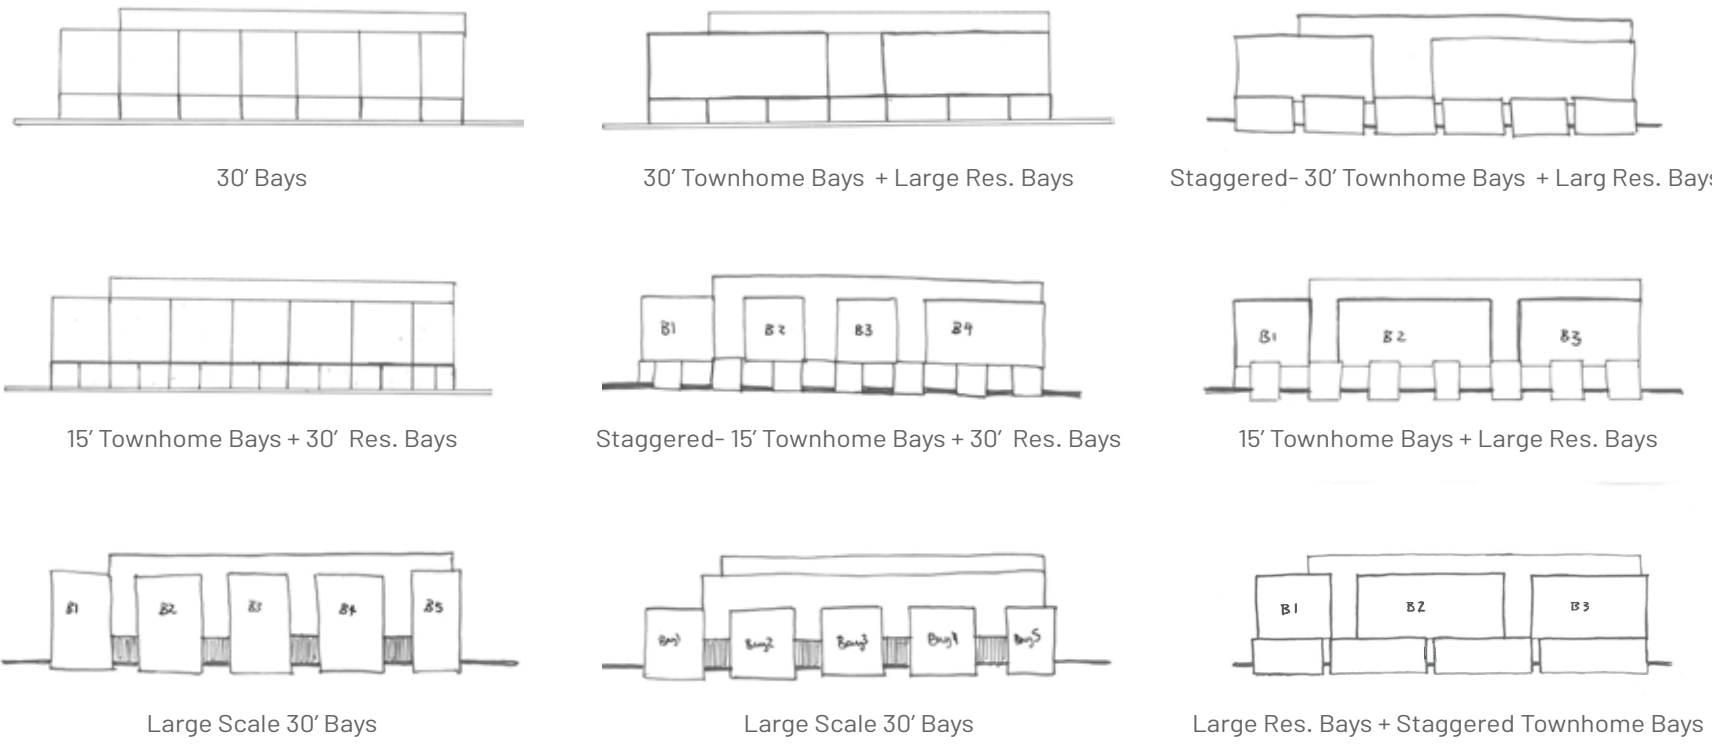 30' Bays
30' Townhome Bays + Large Res. Bays
Staggered- 30' Townhome Bays + Larg Res. Bays
B1
B2
B3
B4
B1
B2
B3
15' Townhome Bays + 30' Res. Bays
Staggered- 15' Townhome Bays + 30' Res. Bays
15' Townhome Bays + Large Res. Bays
B1
B2
B3
B4
B5
Bay1
Bay2
Bay3
Bay4
Bay5
B1
B2
B3
Large Scale 30' Bays
Large Scale 30' Bays
Large Res. Bays + Staggered Townhome Bays